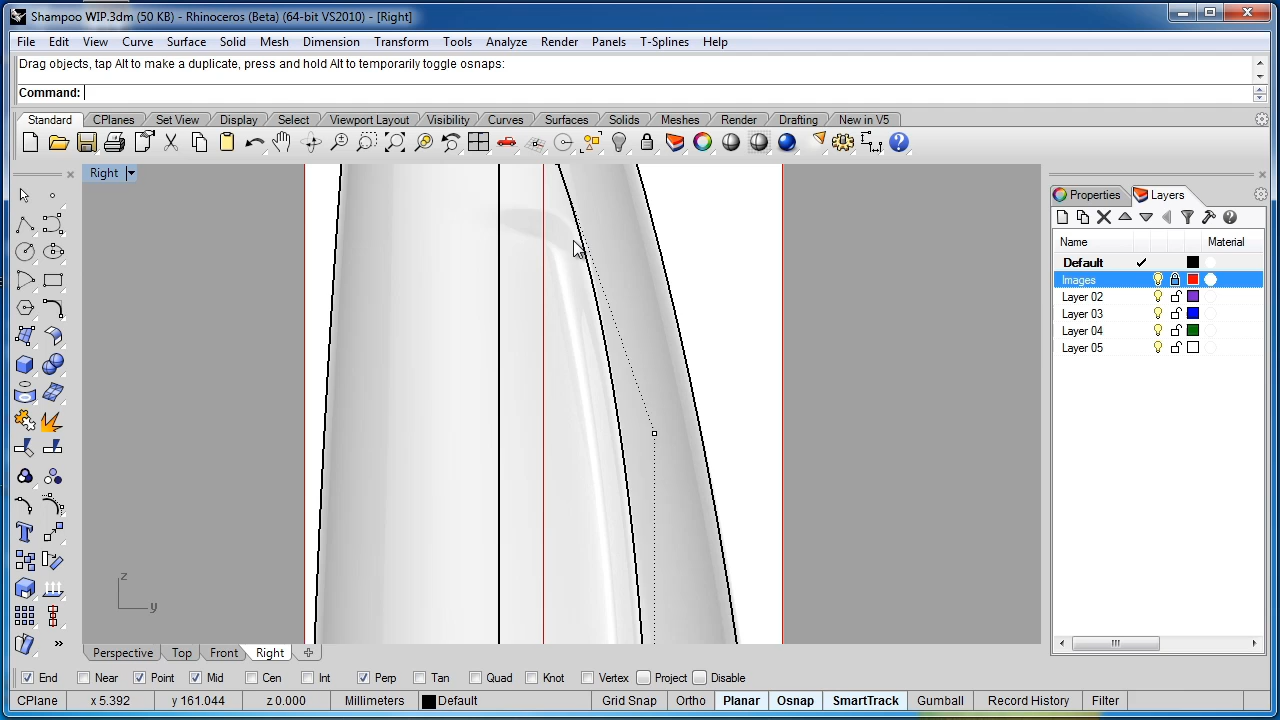 Shampoo WIP.3dm (50 KB) - Rhinoceros (Beta) (64-bit VS2010) - [Right]
File Edit View Curve Surface Solid Mesh Dimension Transform Tools Analyze Render Panels T-Splines Help
Drag objects, tap Alt to make a duplicate, press and hold Alt to temporarily toggle osnaps:
Command:
Standard CPlanes Set View Display Select Viewport Layout Visibility Curves Surfaces Solids Meshes Render Drafting New in V5
Right
Properties Layers
Name Material
Default
Images
Layer 02
Layer 03
Layer 04
Layer 05
z
y
Perspective Top Front Right
End Near Point Mid Cen Int Perp Tan Quad Knot Vertex Project Disable
CPlane x 5.392 y 161.044 z 0.000 Millimeters Default Grid Snap Ortho Planar Osnap SmartTrack Gumball Record History Filter